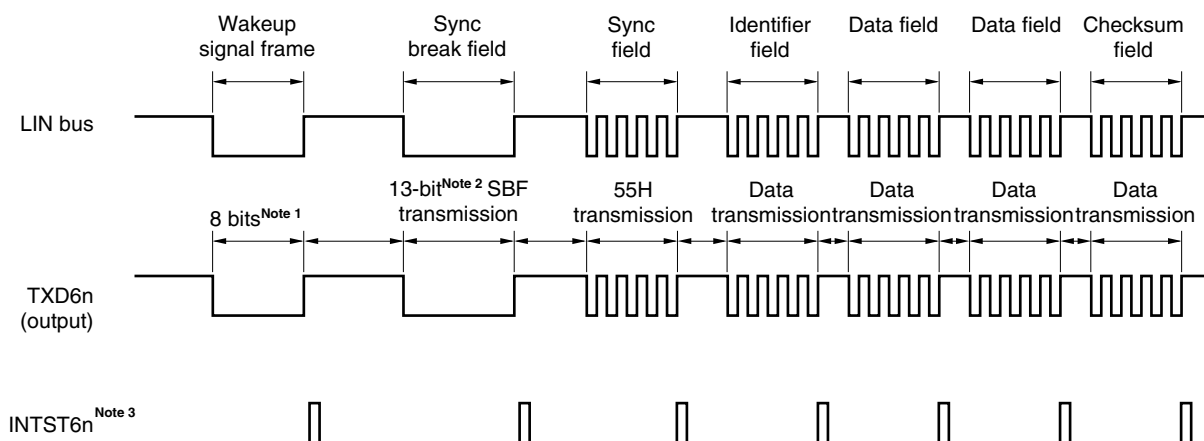 Wakeup
signal frame
Sync
break field
Sync
field
Identifier
field
Data field
Data field
Checksum
field
LIN bus
8 bitsNote 1
13-bitNote 2 SBF
transmission
55H
transmission
Data
transmission
Data
transmission
Data
transmission
Data
transmission
TXD6n
(output)
INTST6nNote 3